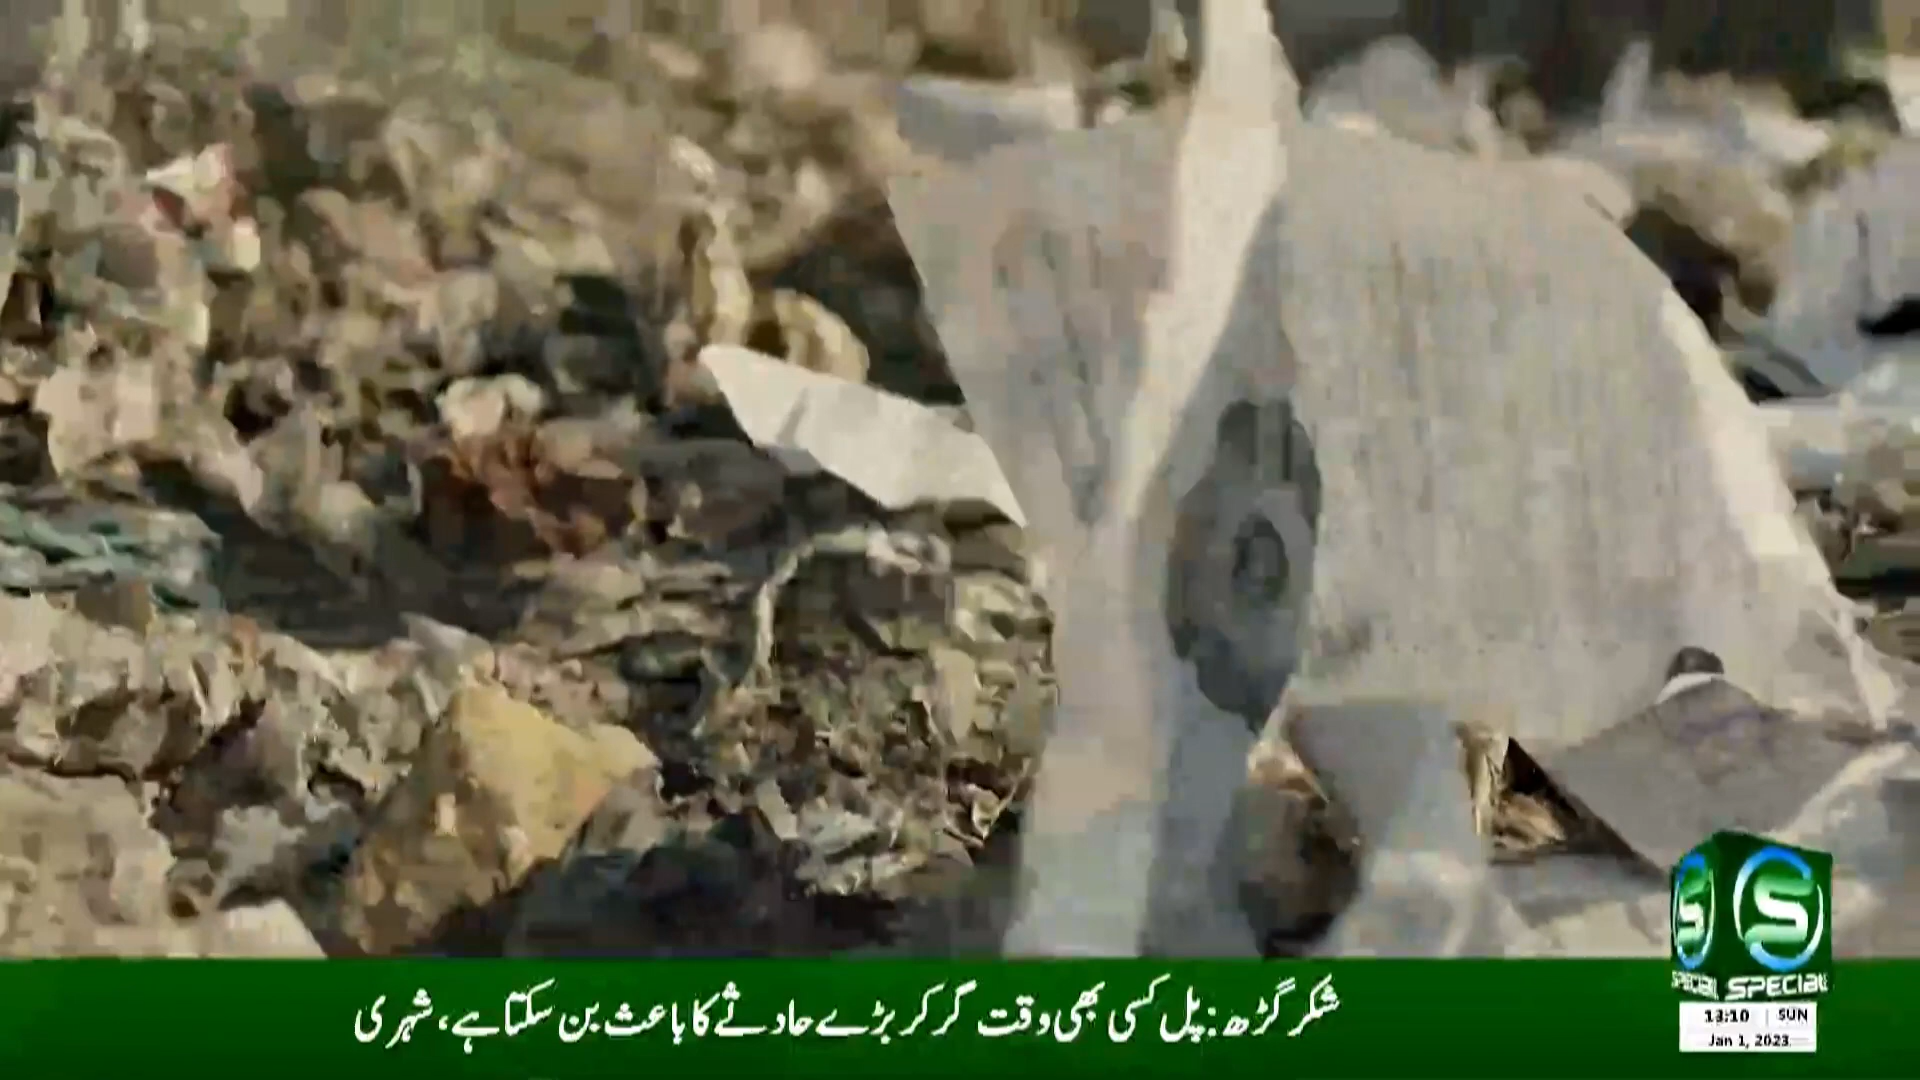 شکر گڑھ: پل کسی بھی وقت گر کر بڑے حادثے کا باعث بن سکتا ہے، شہری
SPECIAL SPECIAL
13:10 | SUN
Jan 1, 2023